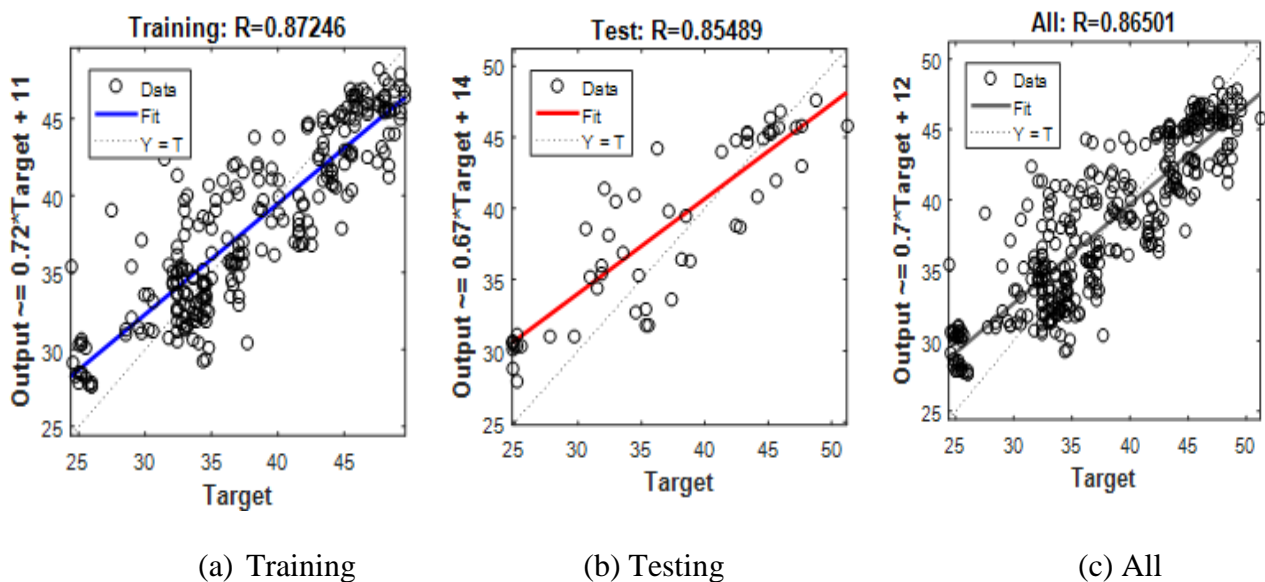 Training: R=0.87246
Output ~= 0.72*Target + 11
Data
Fit
Y = T
45
40
35
30
25
25 30 35 40 45
Target
(a) Training
Test: R=0.85489
Output ~= 0.67*Target + 14
Data
Fit
Y = T
50
45
40
35
30
25
25 30 35 40 45 50
Target
(b) Testing
All: R=0.86501
Output ~= 0.7*Target + 12
Data
Fit
Y = T
50
45
40
35
30
25
25 30 35 40 45 50
Target
(c) All